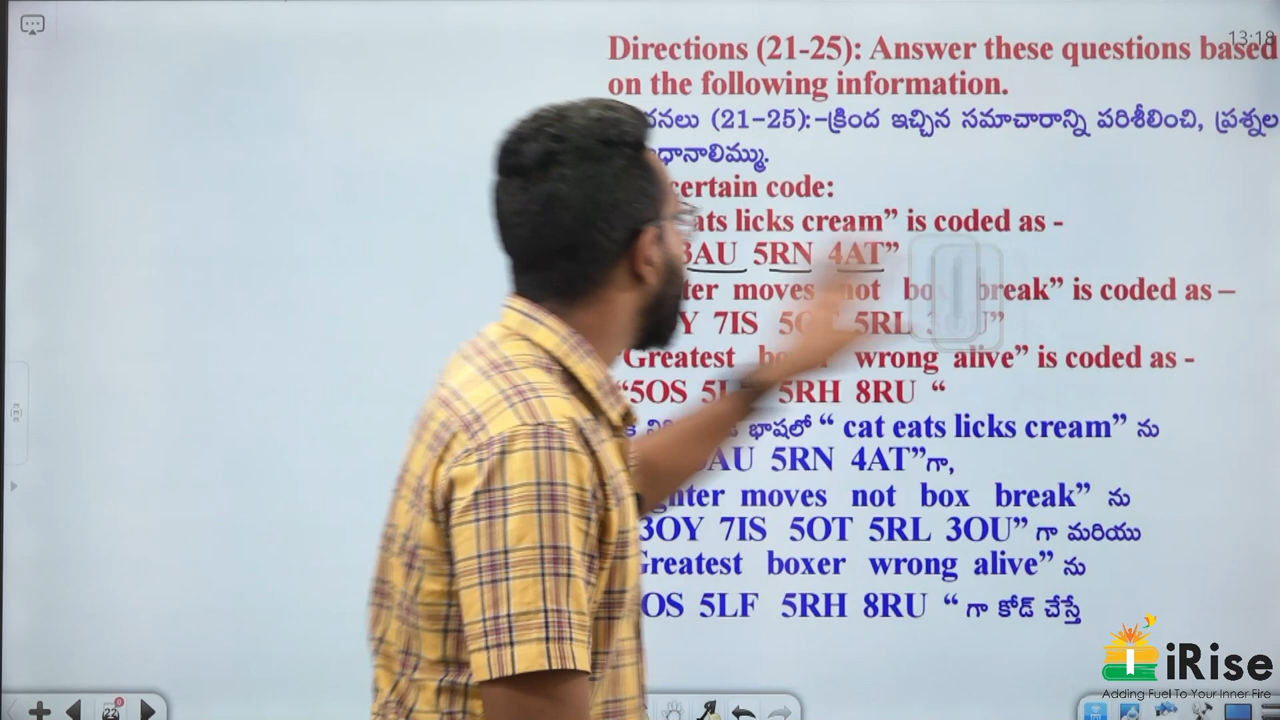 13:18
Directions (21-25): Answer these questions based
on the following information.
(21-25):-క్రింద ఇచ్చిన సమాచారాన్ని పరిశీలించి, ప్రశ్నల
certain code:
licks cream” is coded as -
3AU 5RN 4AT”
moves not break” is coded as –
7IS 5RL
“Greatest wrong alive” is coded as -
“5OS 5RH 8RU “
భాషలో “ cat eats licks cream” ను
5RN 4AT”గా,
moves not box break” ను
3OY 7IS 5OT 5RL 3OU” గా మరియు
Greatest boxer wrong alive” ను
OS 5LF 5RH 8RU “ గా కోడ్ చేస్తే
iRise
Adding Fuel To Your Inner Fire
22